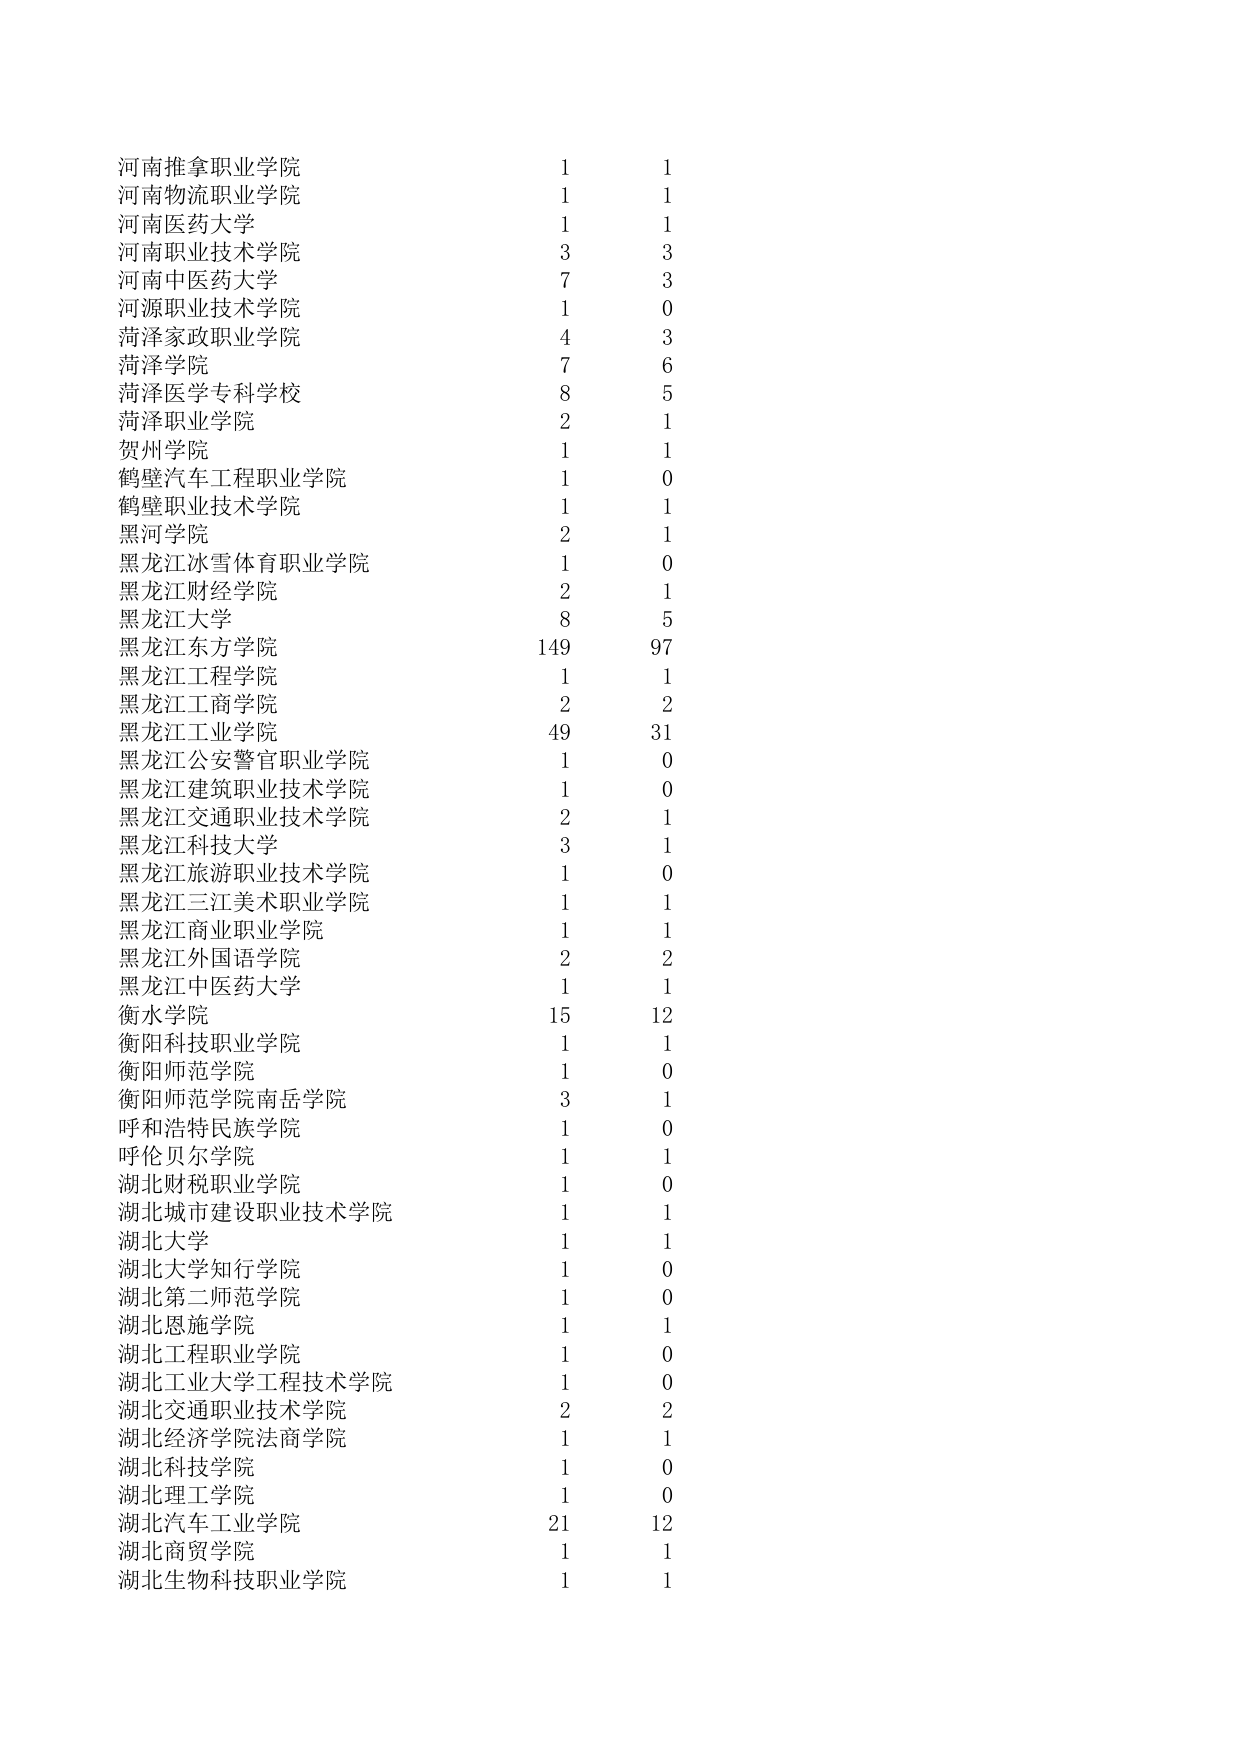 河南推拿职业学院 1 1
河南物流职业学院 1 1
河南医药大学 1 1
河南职业技术学院 3 3
河南中医药大学 7 3
河源职业技术学院 1 0
菏泽家政职业学院 4 3
菏泽学院 7 6
菏泽医学专科学校 8 5
菏泽职业学院 2 1
贺州学院 1 1
鹤壁汽车工程职业学院 1 0
鹤壁职业技术学院 1 1
黑河学院 2 1
黑龙江冰雪体育职业学院 1 0
黑龙江财经学院 2 1
黑龙江大学 8 5
黑龙江东方学院 149 97
黑龙江工程学院 1 1
黑龙江工商学院 2 2
黑龙江工业学院 49 31
黑龙江公安警官职业学院 1 0
黑龙江建筑职业技术学院 1 0
黑龙江交通职业技术学院 2 1
黑龙江科技大学 3 1
黑龙江旅游职业技术学院 1 0
黑龙江三江美术职业学院 1 1
黑龙江商业职业学院 1 1
黑龙江外国语学院 2 2
黑龙江中医药大学 1 1
衡水学院 15 12
衡阳科技职业学院 1 1
衡阳师范学院 1 0
衡阳师范学院南岳学院 3 1
呼和浩特民族学院 1 0
呼伦贝尔学院 1 1
湖北财税职业学院 1 0
湖北城市建设职业技术学院 1 1
湖北大学 1 1
湖北大学知行学院 1 0
湖北第二师范学院 1 0
湖北恩施学院 1 1
湖北工程职业学院 1 0
湖北工业大学工程技术学院 1 0
湖北交通职业技术学院 2 2
湖北经济学院法商学院 1 1
湖北科技学院 1 0
湖北理工学院 1 0
湖北汽车工业学院 21 12
湖北商贸学院 1 1
湖北生物科技职业学院 1 1